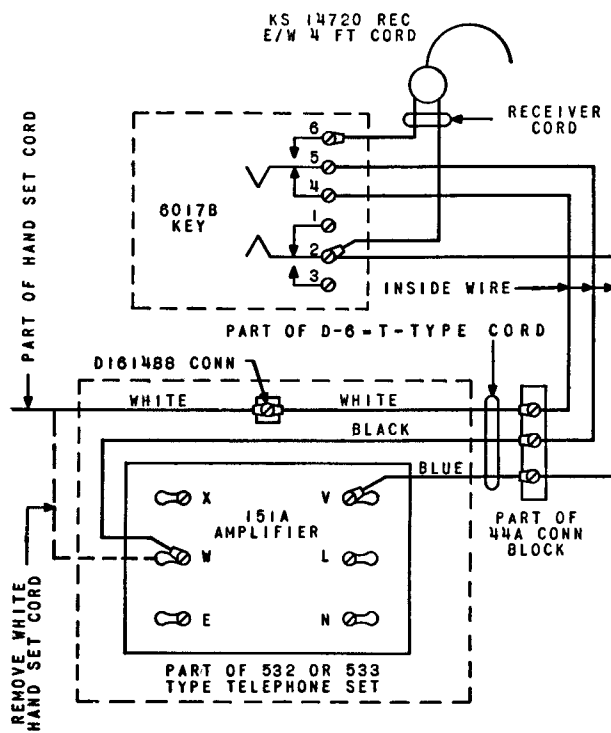 KS 14720 REC
E/W 4 FT CORD
RECEIVER
CORD
6
5
4
1
2
3
6017B
KEY
PART OF HAND SET CORD
INSIDE WIRE
PART OF D-6=T-TYPE CORD
D161488 CONN
WHITE
WHITE
BLACK
BLUE
X
V
151A
AMPLIFIER
W
L
E
N
PART OF
44A CONN
BLOCK
REMOVE WHITE
HAND SET CORD
PART OF 532 OR 533
TYPE TELEPHONE SET